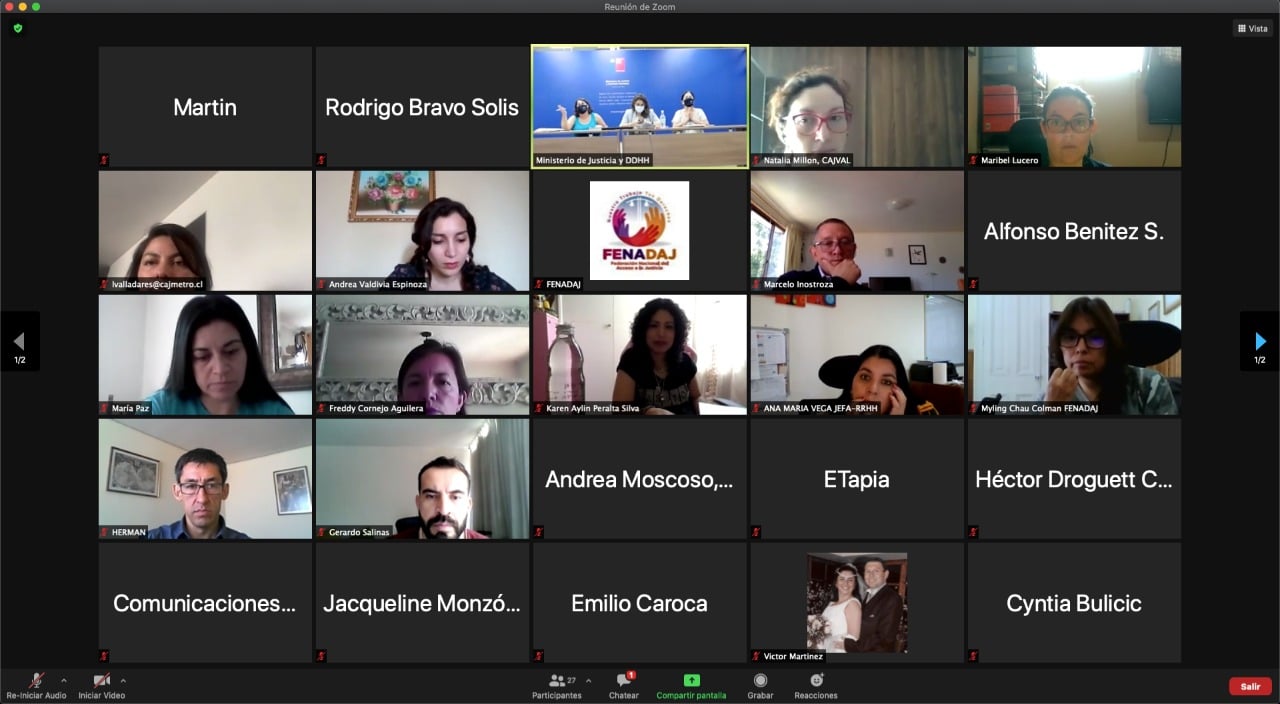 Reunión de Zoom
Vista
Martin
Rodrigo Bravo Solis
Ministerio de Justicia y DDHH
Natalia Millon, CAJVAL
Maribel Lucero
lvalladares@cajmetro.cl
Andrea Valdivia Espinoza
Nuestro Trabajo Tus Derechos
FENADAJ
Federación Nacional del
Acceso a la Justicia
FENADAJ
Marcelo Inostroza
Alfonso Benitez S.
1/2
1/2
María Paz
Freddy Cornejo Aguilera
Karen Aylin Peralta Silva
ANA MARIA VEGA JEFA-RRHH
Myling Chau Colman FENADAJ
HERMAN
Gerardo Salinas
Andrea Moscoso,...
ETapia
Héctor Droguett C...
Comunicaciones...
Jacqueline Monzó...
Emilio Caroca
Victor Martinez
Cyntia Bulicic
Re-Iniciar Audio
Iniciar Video
Participantes
27
Chatear
1
Compartir pantalla
Grabar
Reacciones
Salir